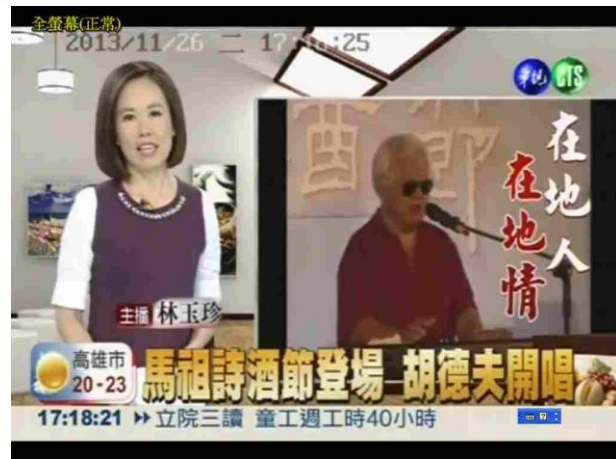 全螢幕(正常)
2013/11/26 二 17:18:25
華視 CTS
在地人
在地情
主播 林玉珍
高雄市
20-23
馬祖詩酒節登場 胡德夫開唱
17:18:21 立院三讀 童工週工時40小時